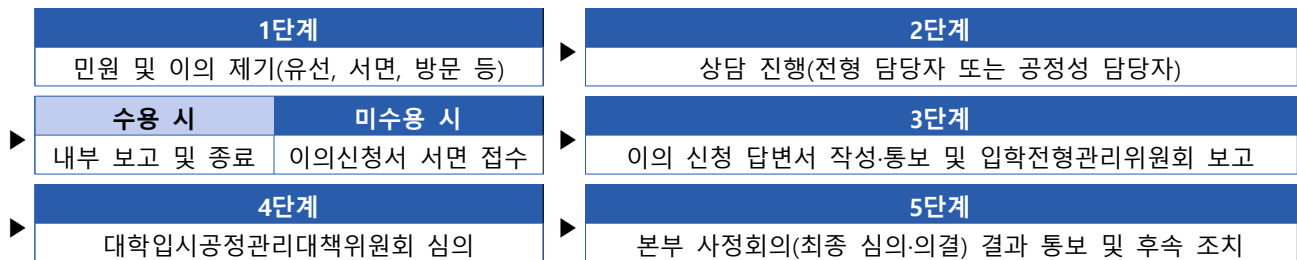 1단계
민원 및 이의 제기(유선, 서면, 방문 등)
▶
2단계
상담 진행(전형 담당자 또는 공정성 담당자)
▶
수용 시
미수용 시
내부 보고 및 종료
이의신청서 서면 접수
▶
3단계
이의 신청 답변서 작성·통보 및 입학전형관리위원회 보고
▶
4단계
대학입시공정관리대책위원회 심의
▶
5단계
본부 사정회의(최종 심의·의결) 결과 통보 및 후속 조치